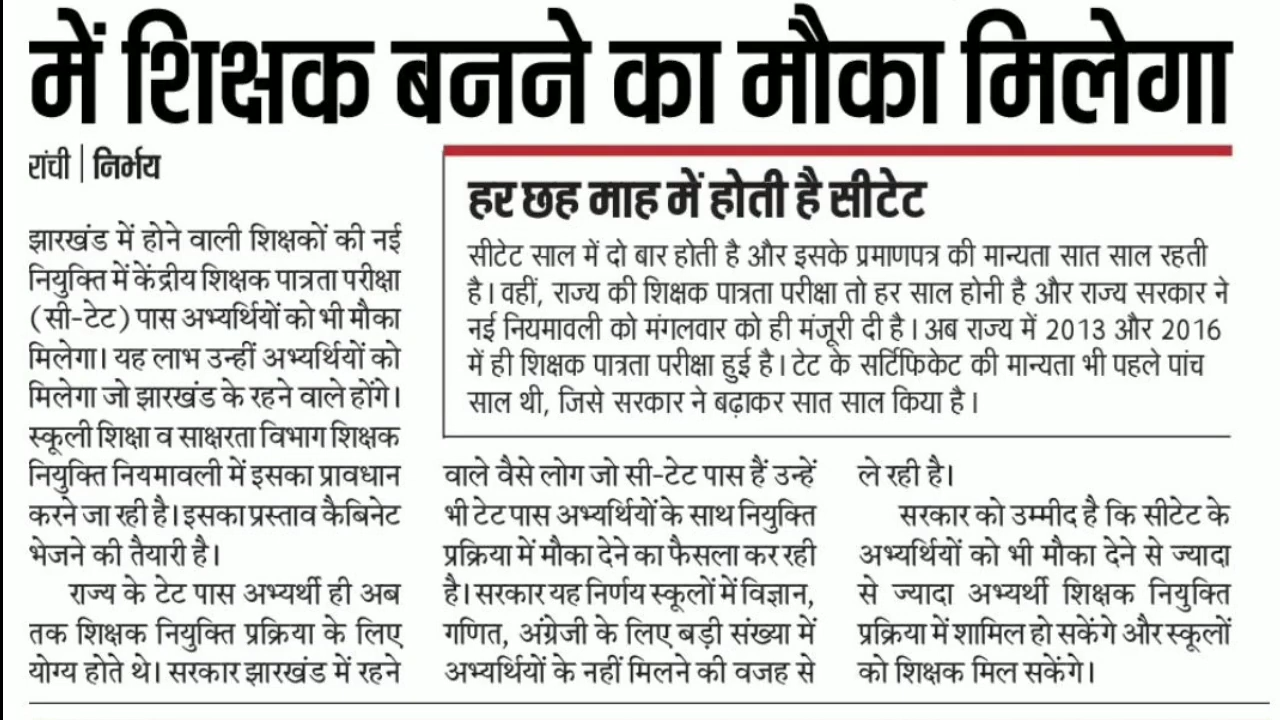 में शिक्षक बनने का मौका मिलेगा
रांची | निर्भय
झारखंड में होने वाली शिक्षकों की नई
नियुक्ति में केंद्रीय शिक्षक पात्रता परीक्षा
(सी-टेट) पास अभ्यर्थियों को भी मौका
मिलेगा। यह लाभ उन्हीं अभ्यर्थियों को
मिलेगा जो झारखंड के रहने वाले होंगे।
स्कूली शिक्षा व साक्षरता विभाग शिक्षक
नियुक्ति नियमावली में इसका प्रावधान
करने जा रही है। इसका प्रस्ताव कैबिनेट
भेजने की तैयारी है।
राज्य के टेट पास अभ्यर्थी ही अब
तक शिक्षक नियुक्ति प्रक्रिया के लिए
योग्य होते थे। सरकार झारखंड में रहने
हर छह माह में होती है सीटेट
सीटेट साल में दो बार होती है और इसके प्रमाणपत्र की मान्यता सात साल रहती
है। वहीं, राज्य की शिक्षक पात्रता परीक्षा तो हर साल होनी है और राज्य सरकार ने
नई नियमावली को मंगलवार को ही मंजूरी दी है। अब राज्य में 2013 और 2016
में ही शिक्षक पात्रता परीक्षा हुई है। टेट के सर्टिफिकेट की मान्यता भी पहले पांच
साल थी, जिसे सरकार ने बढ़ाकर सात साल किया है।
वाले वैसे लोग जो सी-टेट पास हैं उन्हें
भी टेट पास अभ्यर्थियों के साथ नियुक्ति
प्रक्रिया में मौका देने का फैसला कर रही
है। सरकार यह निर्णय स्कूलों में विज्ञान,
गणित, अंग्रेजी के लिए बड़ी संख्या में
अभ्यर्थियों के नहीं मिलने की वजह से
ले रही है।
सरकार को उम्मीद है कि सीटेट के
अभ्यर्थियों को भी मौका देने से ज्यादा
से ज्यादा अभ्यर्थी शिक्षक नियुक्ति
प्रक्रिया में शामिल हो सकेंगे और स्कूलों
को शिक्षक मिल सकेंगे।